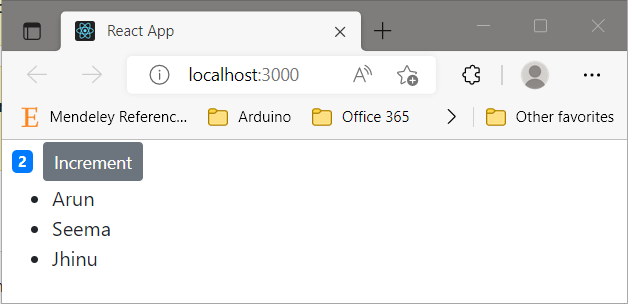 React App
localhost:3000
Mendeley Referenc... Arduino Office 365 Other favorites
2 Increment
Arun
Seema
Jhinu